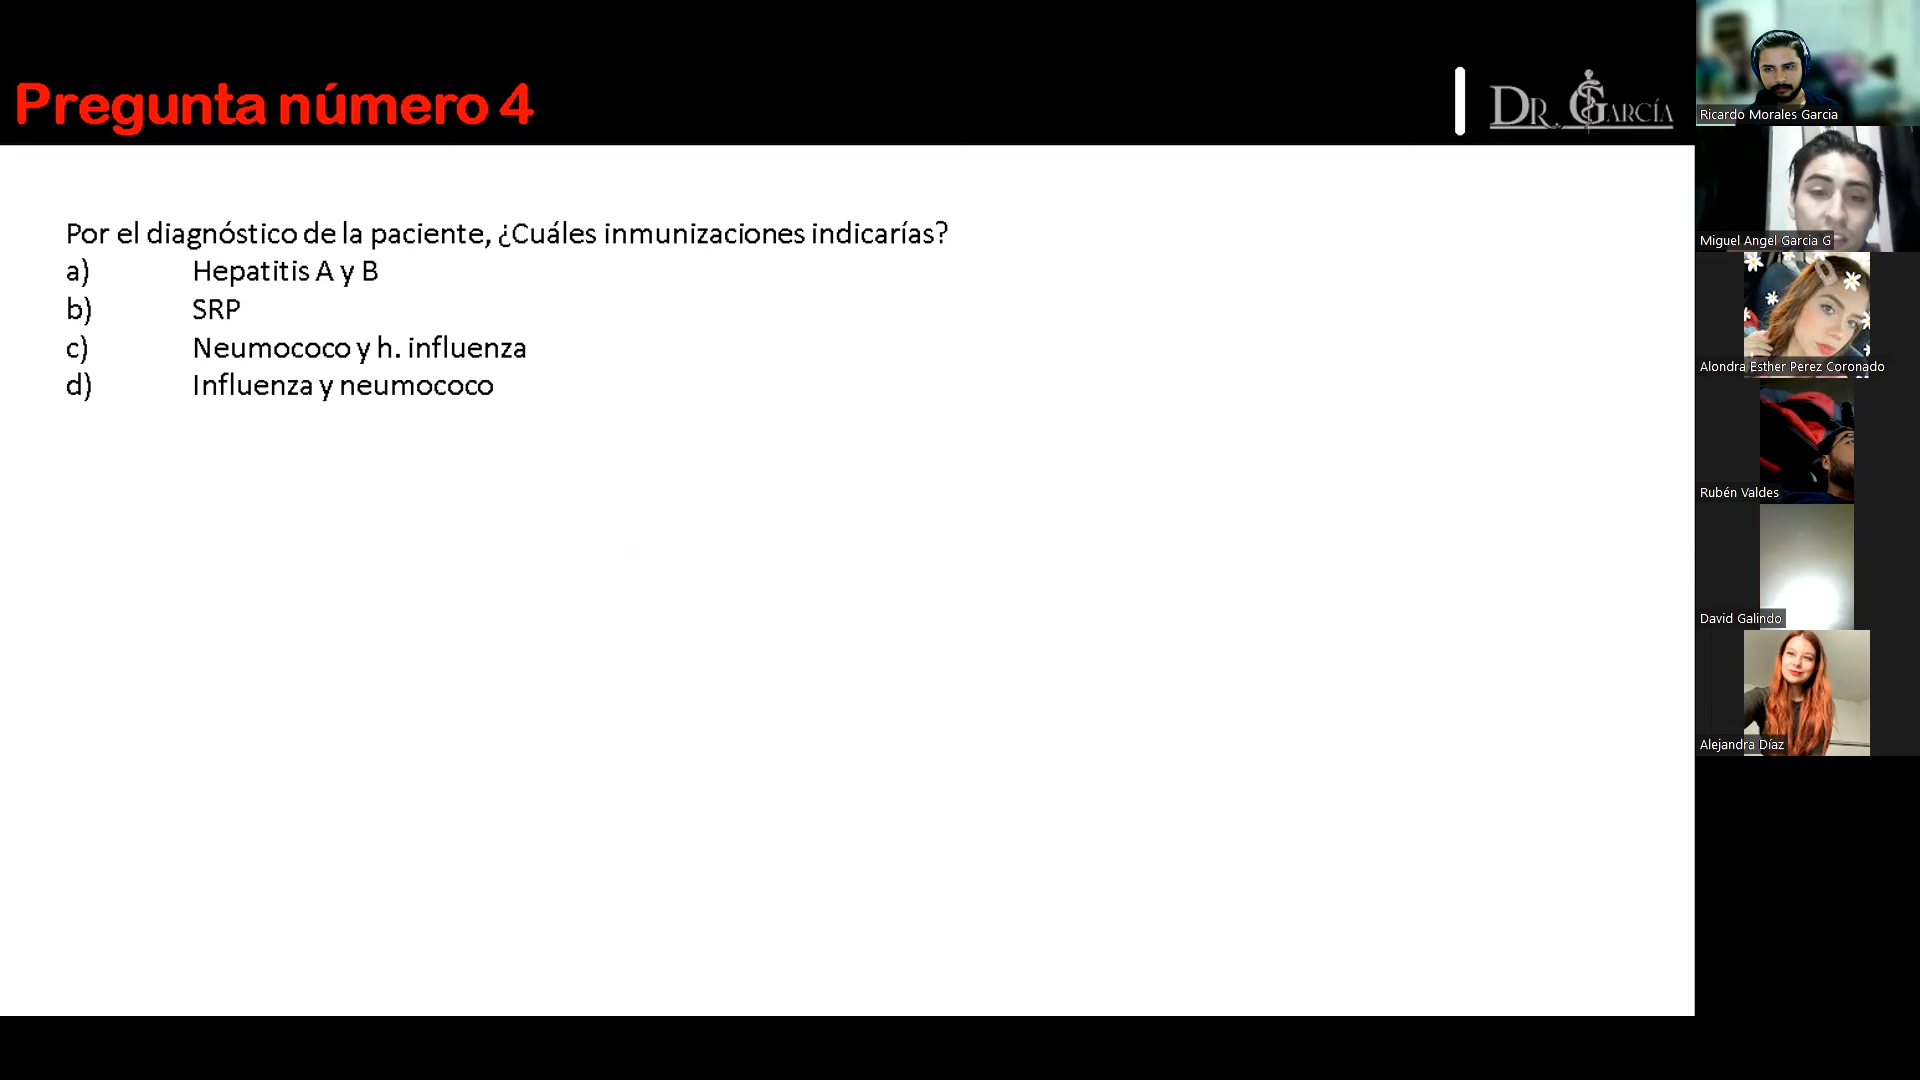 Pregunta número 4
DR. GARCÍA
Por el diagnóstico de la paciente, ¿Cuáles inmunizaciones indicarías?
a) Hepatitis A y B
b) SRP
c) Neumococo y h. influenza
d) Influenza y neumococo
Ricardo Morales Garcia
Miguel Angel Garcia G
Alondra Esther Perez Coronado
Rubén Valdes
David Galindo
Alejandra Díaz